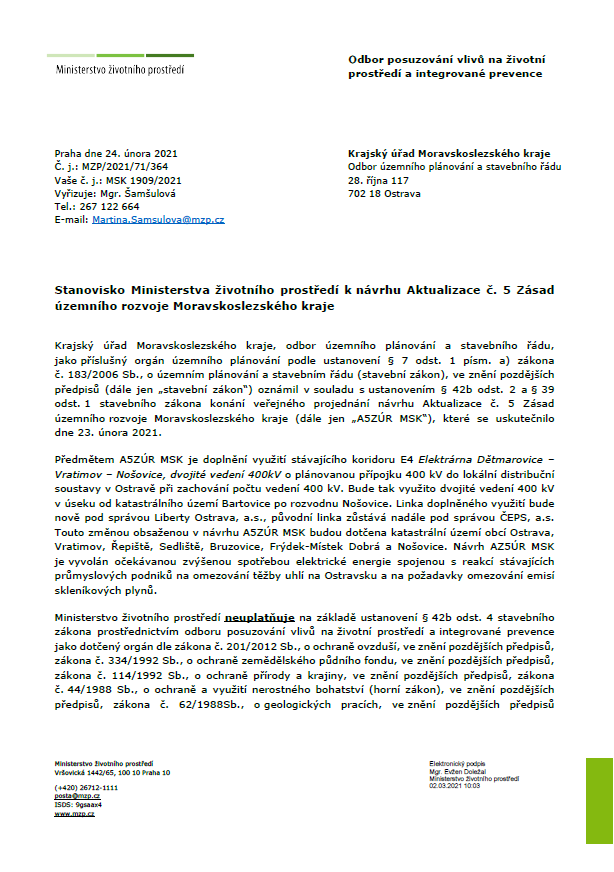 Ministerstvo životního prostředí
Odbor posuzování vlivů na životní
prostředí a integrované prevence
Praha dne 24. února 2021
Č. j.: MZP/2021/71/364
Vaše č. j.: MSK 1909/2021
Vyřizuje: Mgr. Šamšulová
Tel.: 267 122 664
E-mail: Martina.Samsulova@mzp.cz
Krajský úřad Moravskoslezského kraje
Odbor územního plánování a stavebního řádu
28. října 117
702 18 Ostrava
Stanovisko Ministerstva životního prostředí k návrhu Aktualizace č. 5 Zásad
územního rozvoje Moravskoslezského kraje
Krajský úřad Moravskoslezského kraje, odbor územního plánování a stavebního řádu,
jako příslušný orgán územního plánování podle ustanovení § 7 odst. 1 písm. a) zákona
č. 183/2006 Sb., o územním plánování a stavebním řádu (stavební zákon), ve znění pozdějších
předpisů (dále jen „stavební zákon“) oznámil v souladu s ustanovením § 42b odst. 2 a § 39
odst. 1 stavebního zákona konání veřejného projednání návrhu Aktualizace č. 5 Zásad
územního rozvoje Moravskoslezského kraje (dále jen „A5ZÚR MSK“), které se uskutečnilo
dne 23. února 2021.
Předmětem A5ZÚR MSK je doplnění využití stávajícího koridoru E4 Elektrárna Dětmarovice –
Vratimov – Nošovice, dvojité vedení 400kV o plánovanou přípojku 400 kV do lokální distribuční
soustavy v Ostravě při zachování počtu vedení 400 kV. Bude tak využito dvojité vedení 400 kV
v úseku od katastrálního území Bartovice po rozvodnu Nošovice. Linka doplněného využití bude
nově pod správou Liberty Ostrava, a.s., původní linka zůstává nadále pod správou ČEPS, a.s.
Touto změnou obsaženou v návrhu A5ZÚR MSK budou dotčena katastrální území obcí Ostrava,
Vratimov, Řepiště, Sedliště, Bruzovice, Frýdek-Místek Dobrá a Nošovice. Návrh AZ5ÚR MSK
je vyvolán očekávanou zvýšenou spotřebou elektrické energie spojenou s reakcí stávajících
průmyslových podniků na omezování těžby uhlí na Ostravsku a na požadavky omezování emisí
skleníkových plynů.
Ministerstvo životního prostředí neuplatňuje na základě ustanovení § 42b odst. 4 stavebního
zákona prostřednictvím odboru posuzování vlivů na životní prostředí a integrované prevence
jako dotčený orgán dle zákona č. 201/2012 Sb., o ochraně ovzduší, ve znění pozdějších předpisů,
zákona č. 334/1992 Sb., o ochraně zemědělského půdního fondu, ve znění pozdějších předpisů,
zákona č. 114/1992 Sb., o ochraně přírody a krajiny, ve znění pozdějších předpisů, zákona
č. 44/1988 Sb., o ochraně a využití nerostného bohatství (horní zákon), ve znění pozdějších
předpisů, zákona č. 62/1988Sb., o geologických pracích, ve znění pozdějších předpisů
Ministerstvo životního prostředí
Vršovická 1442/65, 100 10 Praha 10
(+420) 26712-1111
posta@mzp.cz
ISDS: 9gsaax4
www.mzp.cz
Elektronický podpis
Mgr. Evžen Doležal
Ministerstvo životního prostředí
02.03.2021 10:03